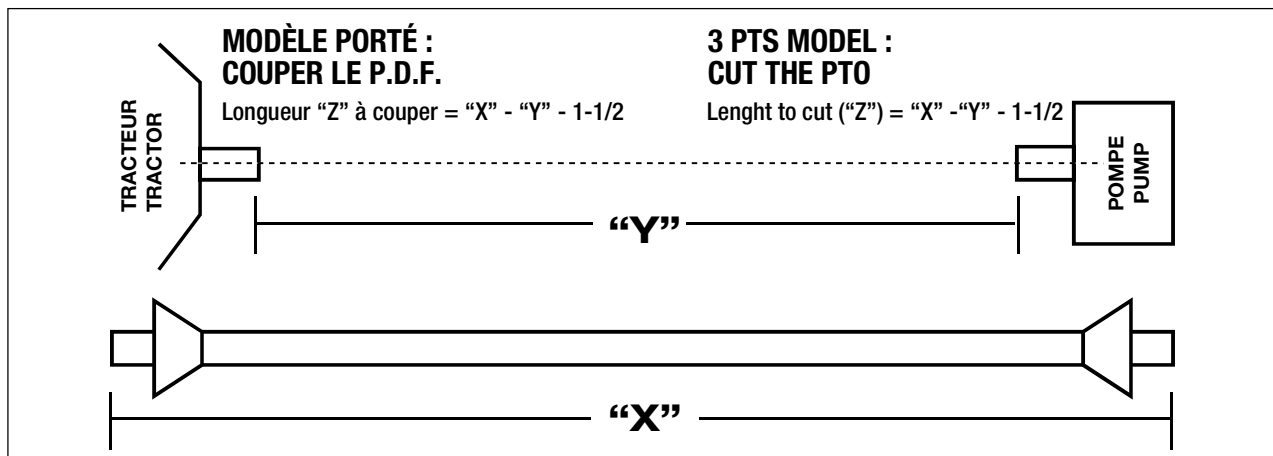 MODÈLE PORTÉ :
COUPER LE P.D.F.
Longueur “Z” à couper = “X” - “Y” - 1-1/2
3 PTS MODEL :
CUT THE PTO
Lenght to cut (“Z”) = “X” -“Y” - 1-1/2
TRACTEUR
TRACTOR
POMPE
PUMP
“Y”
“X”